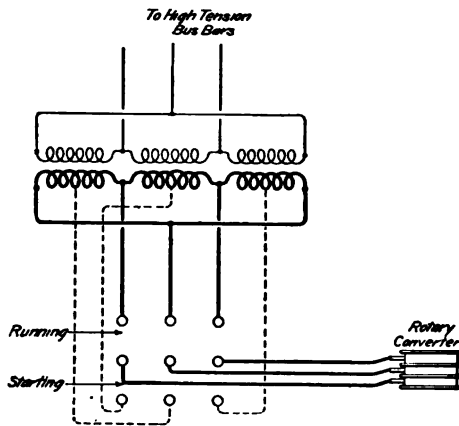 To High Tension
Bus Bars
Running
Rotary
Converter
Starting